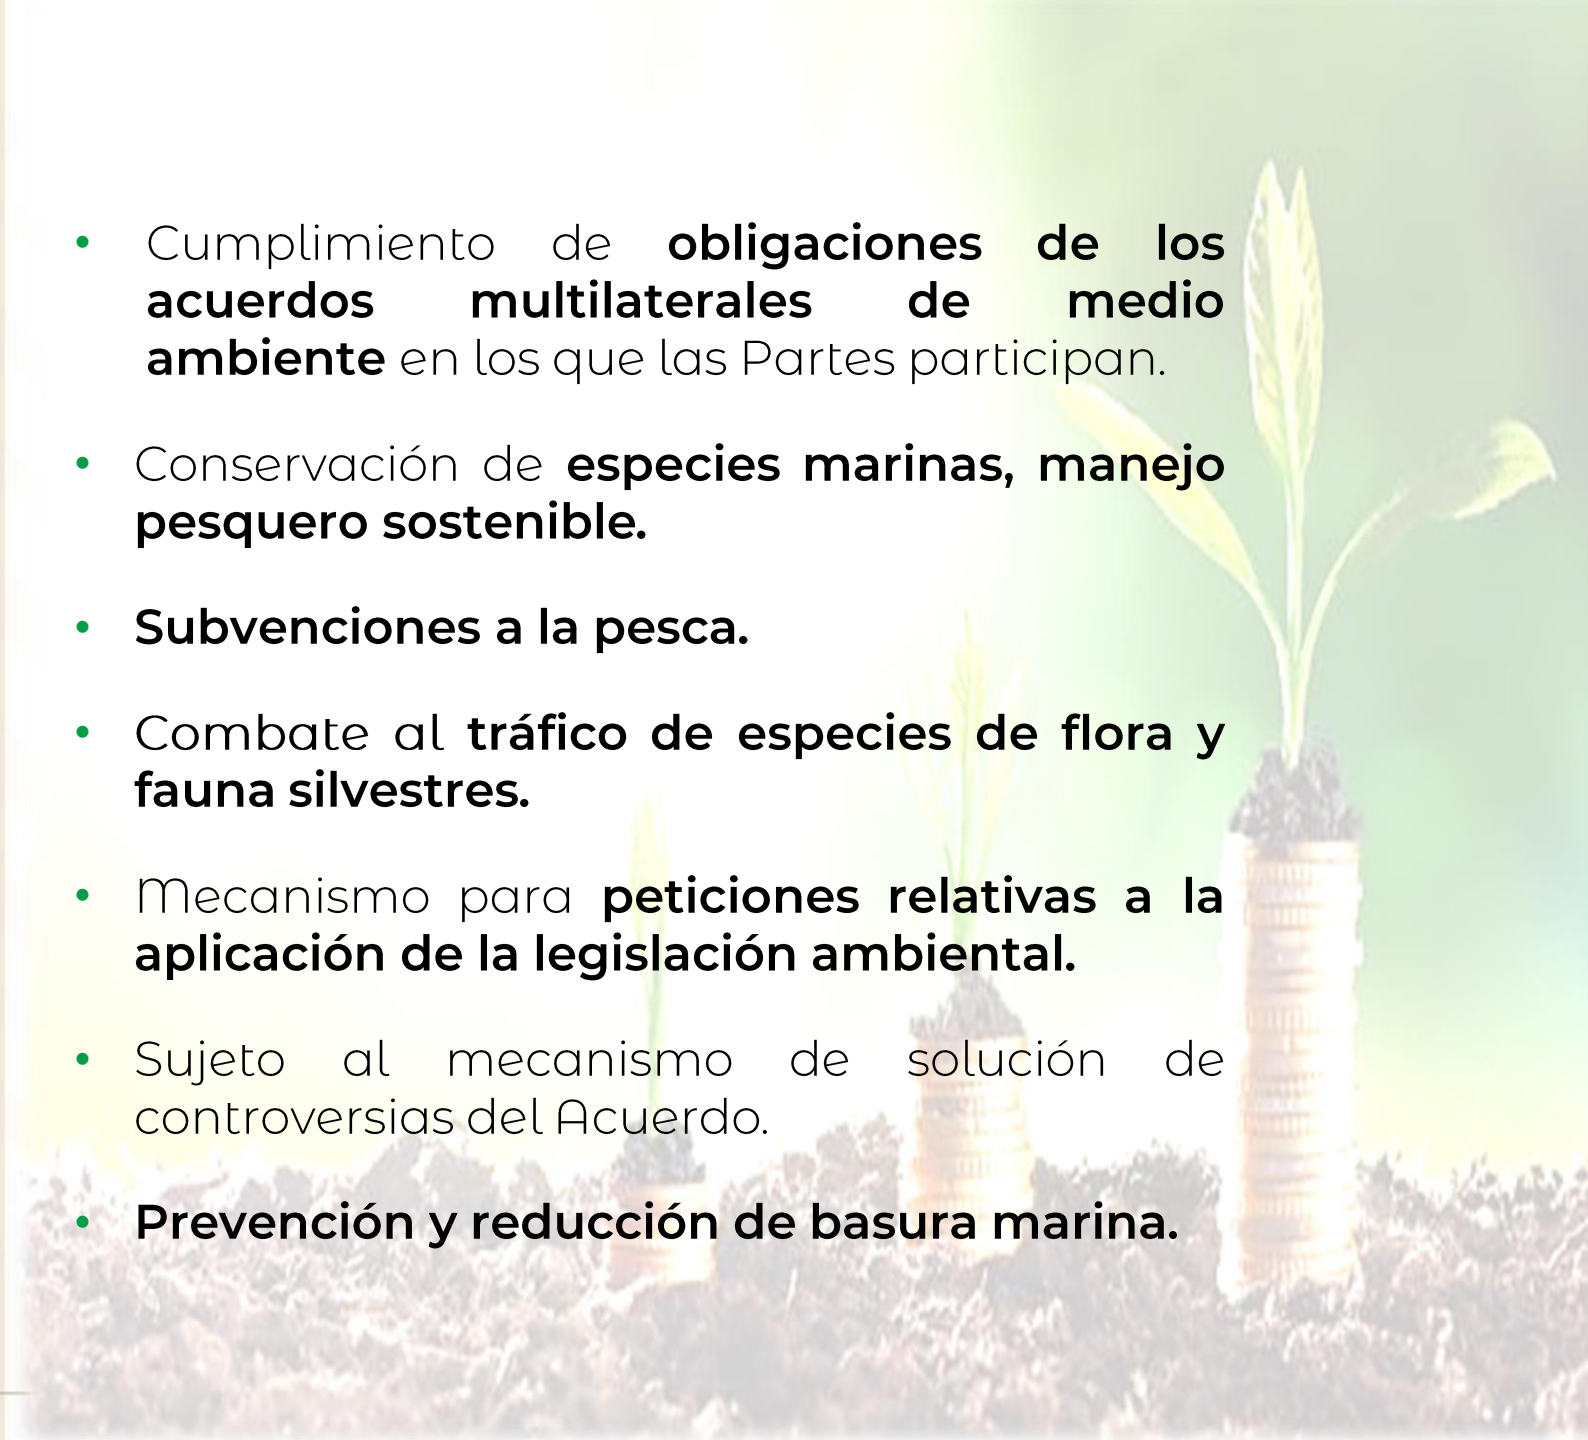 • Cumplimiento de obligaciones de los
acuerdos multilaterales de medio
ambiente en los que las Partes participan.
• Conservación de especies marinas, manejo
pesquero sostenible.
• Subvenciones a la pesca.
• Combate al tráfico de especies de flora y
fauna silvestres.
• Mecanismo para peticiones relativas a la
aplicación de la legislación ambiental.
• Sujeto al mecanismo de solución de
controversias del Acuerdo.
• Prevención y reducción de basura marina.